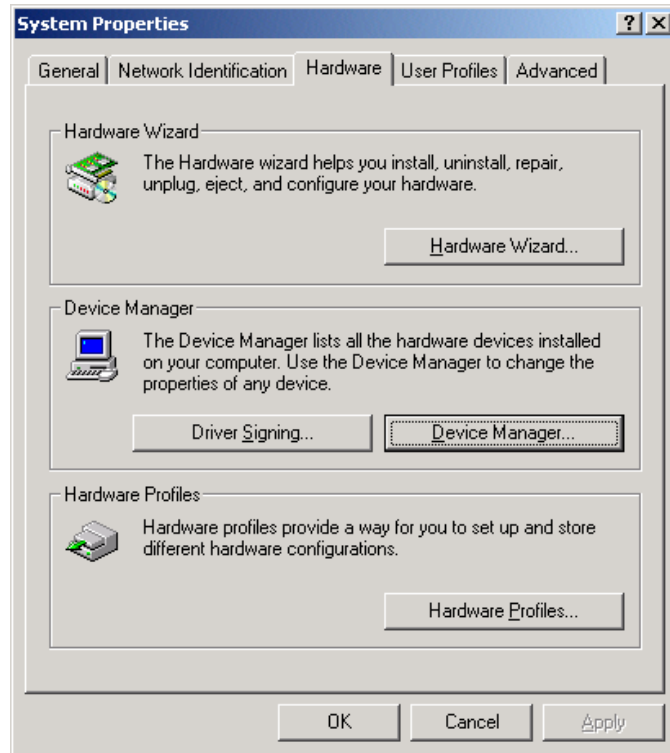 System Properties
General Network Identification Hardware User Profiles Advanced
Hardware Wizard
The Hardware wizard helps you install, uninstall, repair,
unplug, eject, and configure your hardware.
Hardware Wizard...
Device Manager
The Device Manager lists all the hardware devices installed
on your computer. Use the Device Manager to change the
properties of any device.
Driver Signing... Device Manager...
Hardware Profiles
Hardware profiles provide a way for you to set up and store
different hardware configurations.
Hardware Profiles...
OK Cancel Apply